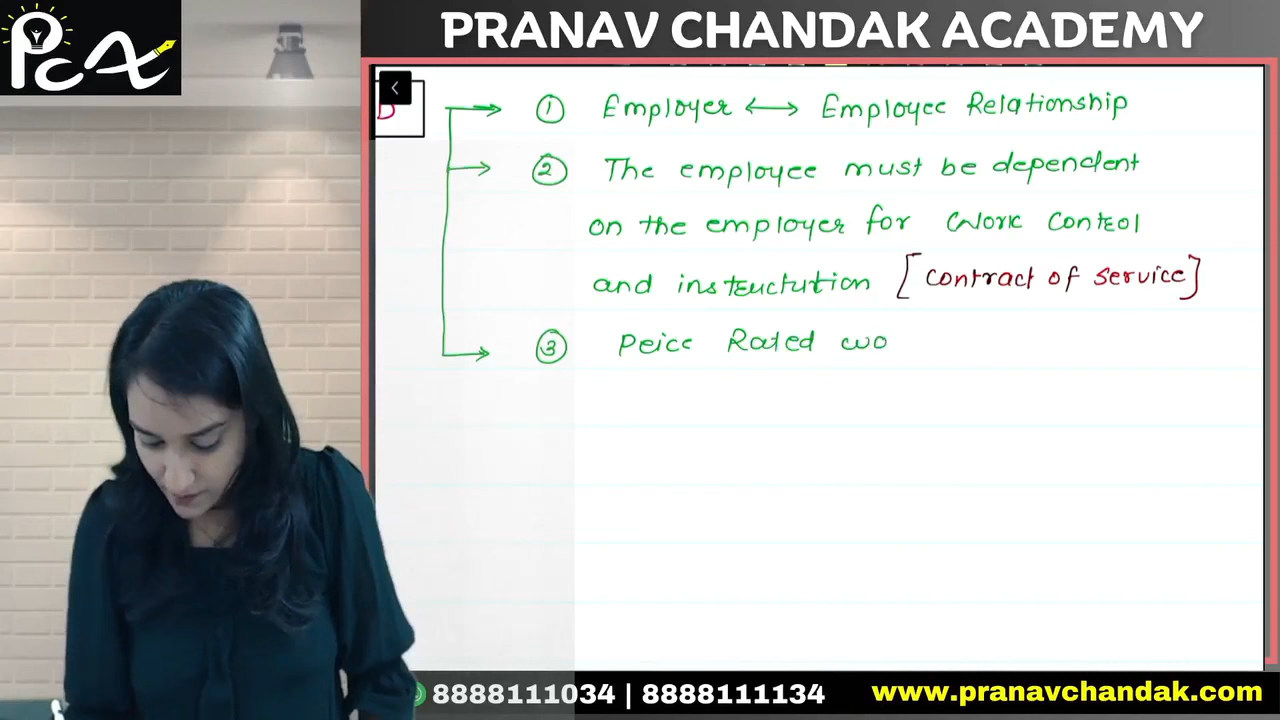 PCA
PRANAV CHANDAK ACADEMY
D
① Employer ⟷ Employee Relationship
② The employee must be dependent
on the employer for work control
and instructution [contract of service]
③ Peice Rated wo
8888111034 | 8888111134
www.pranavchandak.com